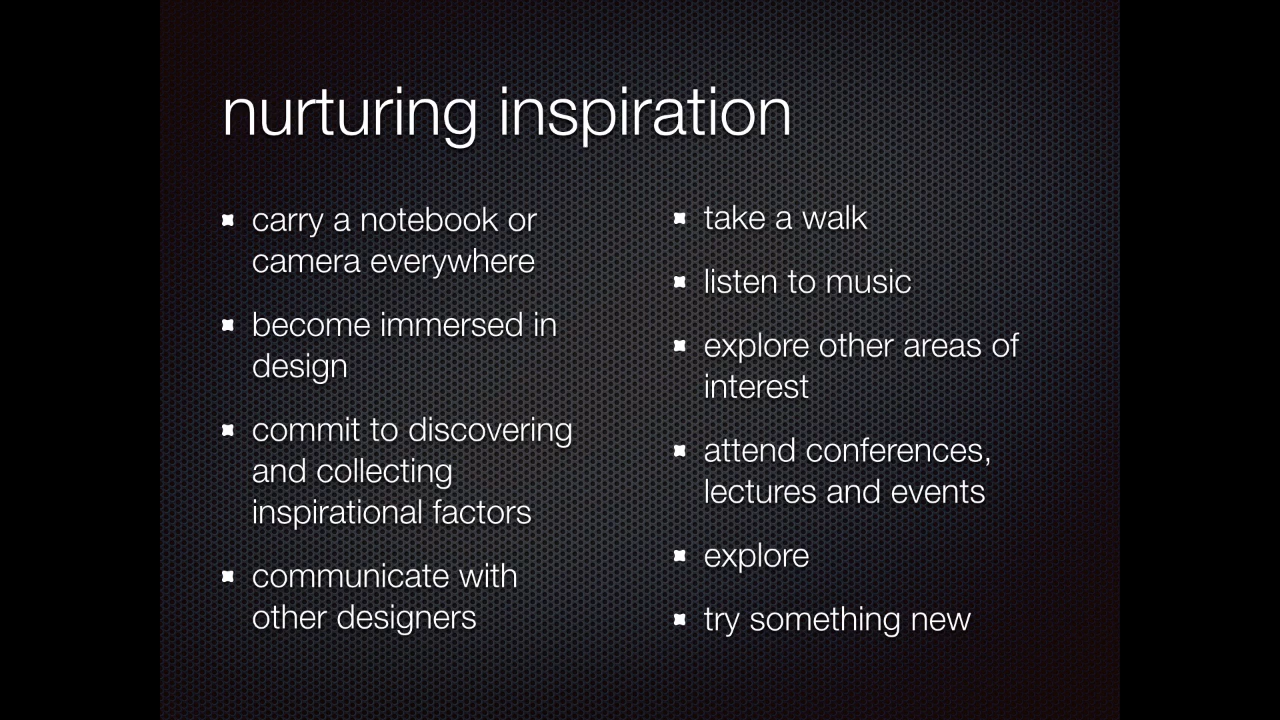 nurturing inspiration
carry a notebook or
camera everywhere
become immersed in
design
commit to discovering
and collecting
inspirational factors
communicate with
other designers
take a walk
listen to music
explore other areas of
interest
attend conferences,
lectures and events
explore
try something new